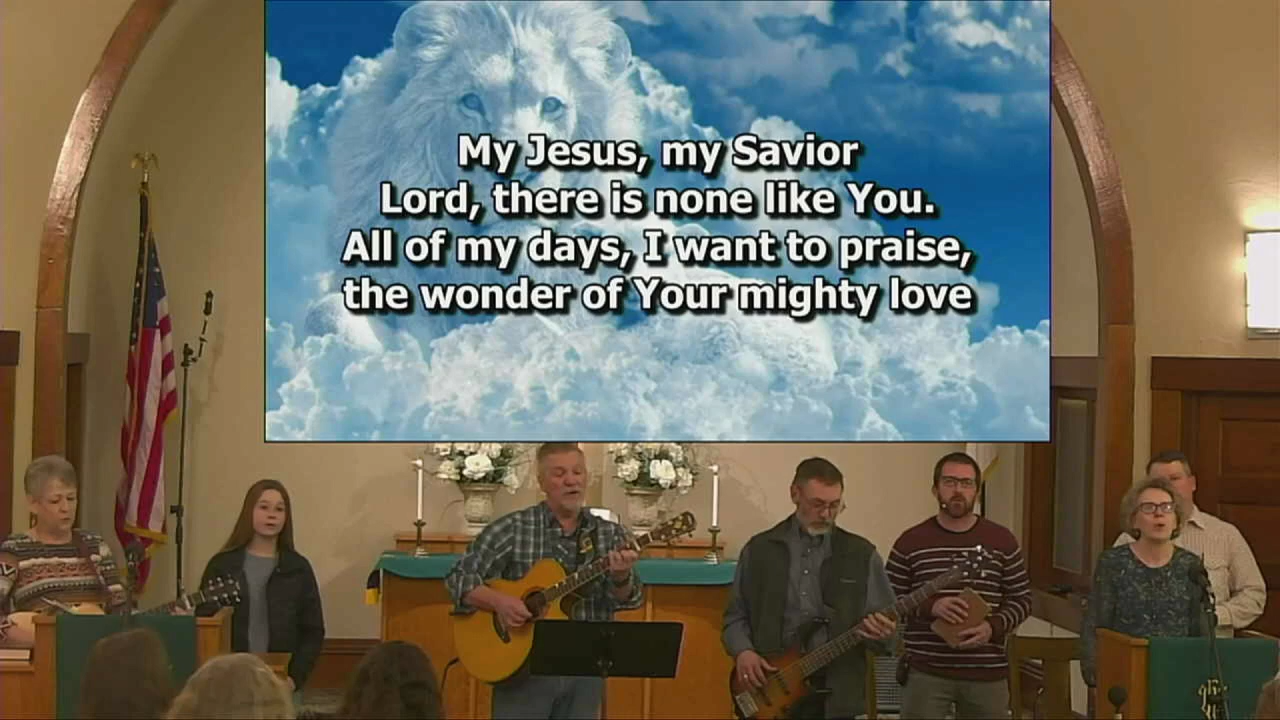 My Jesus, my Savior
Lord, there is none like You.
All of my days, I want to praise,
the wonder of Your mighty love